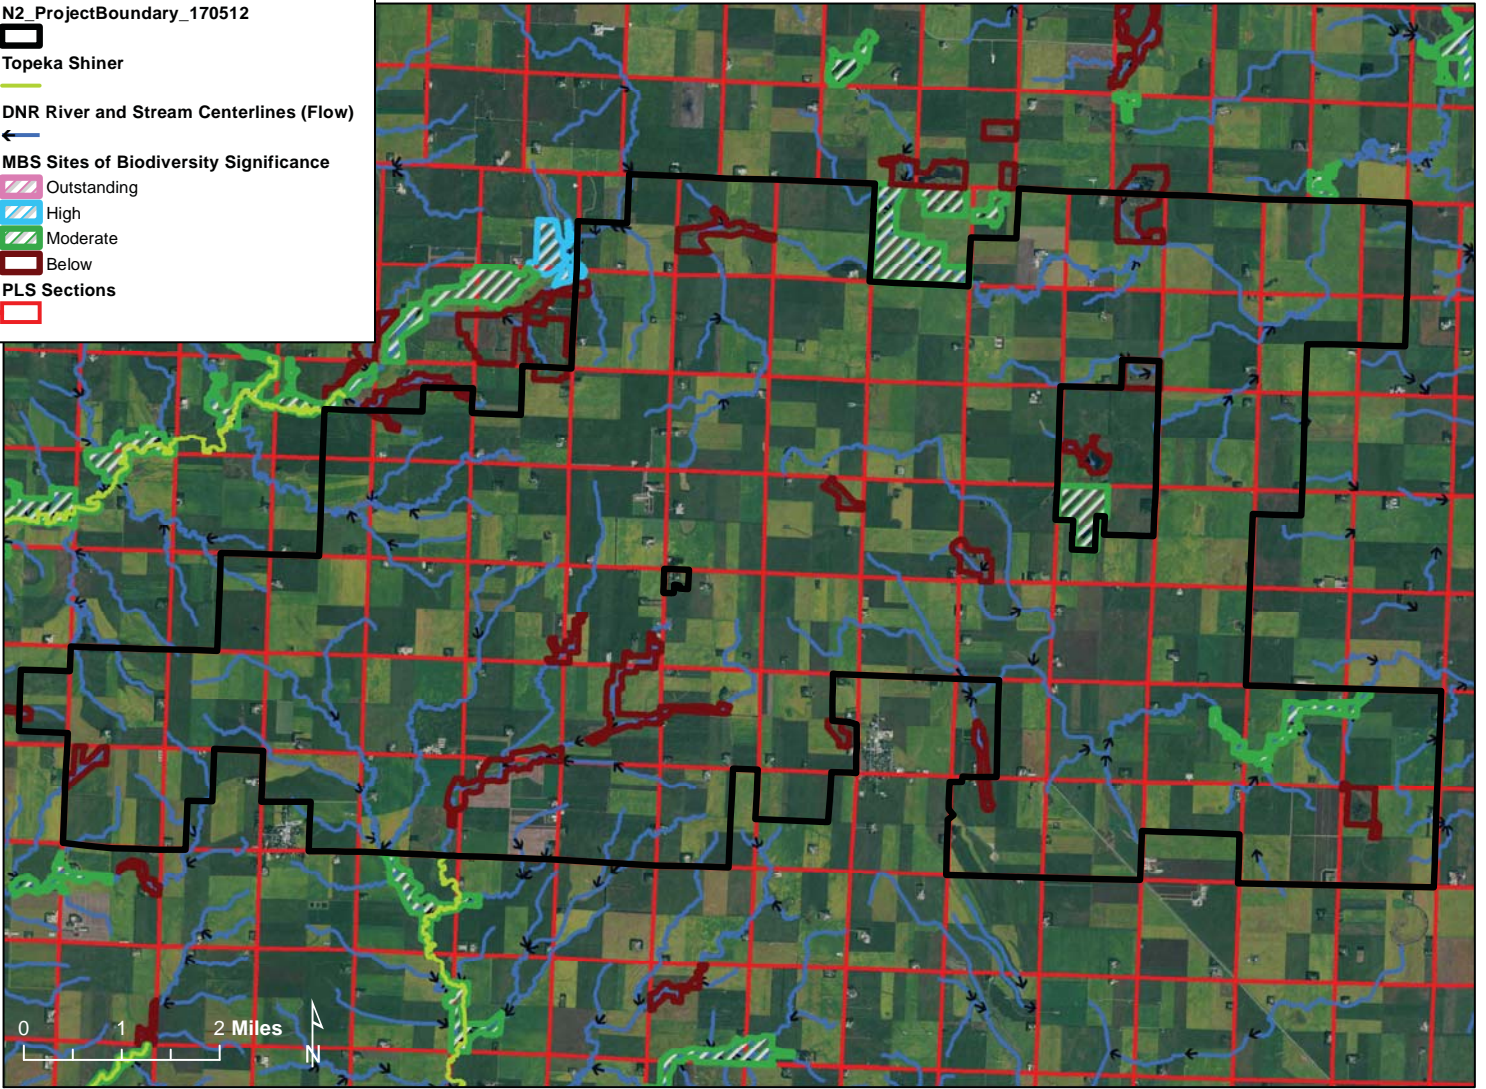 N2_ProjectBoundary_170512
Topeka Shiner
DNR River and Stream Centerlines (Flow)
MBS Sites of Biodiversity Significance
Outstanding
High
Moderate
Below
PLS Sections
0 1 2 Miles
N